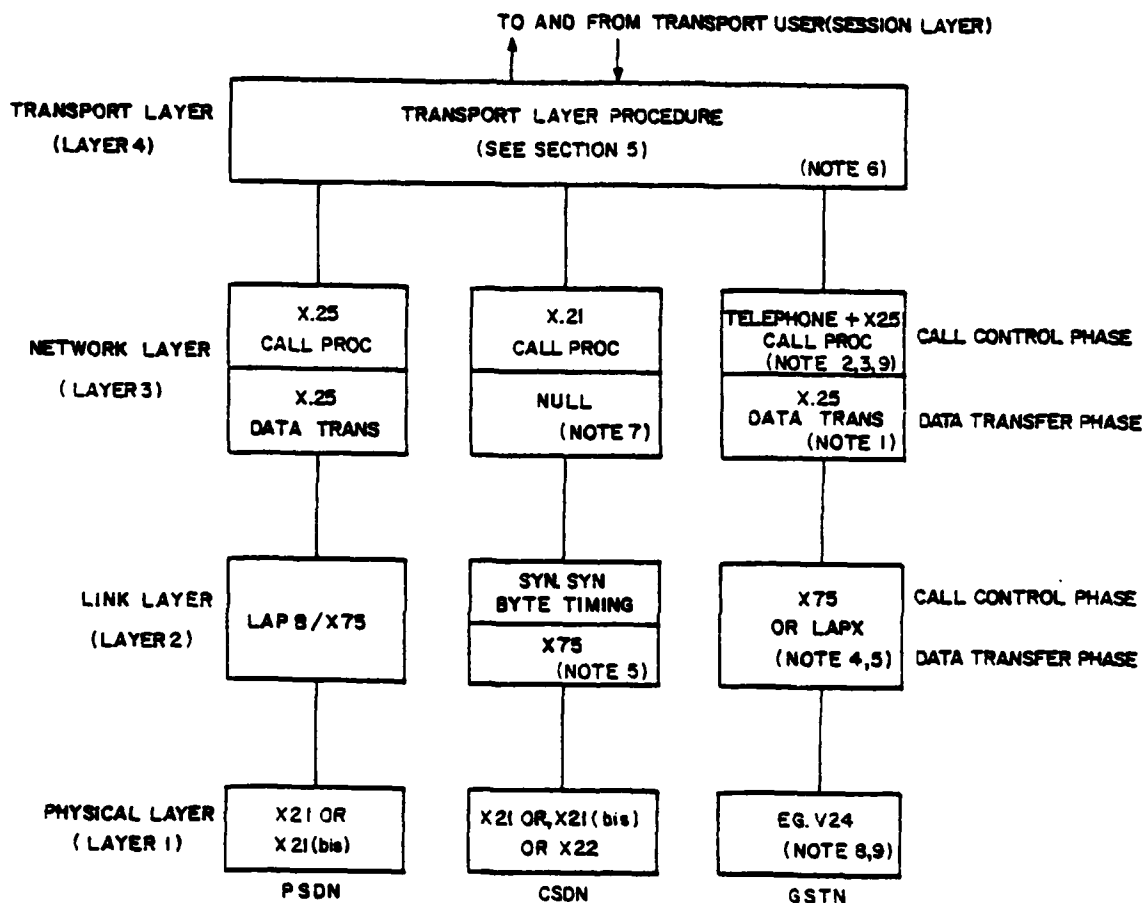 TO AND FROM TRANSPORT USER(SESSION LAYER)
TRANSPORT LAYER
(LAYER 4)
TRANSPORT LAYER PROCEDURE
(SEE SECTION 5)
(NOTE 6)
NETWORK LAYER
(LAYER 3)
X.25
CALL PROC
X.25
DATA TRANS
X.21
CALL PROC
NULL
(NOTE 7)
TELEPHONE + X25
CALL PROC
(NOTE 2,3,9)
X.25
DATA TRANS
(NOTE 1)
CALL CONTROL PHASE
DATA TRANSFER PHASE
LINK LAYER
(LAYER 2)
LAP 8/X75
SYN. SYN
BYTE TIMING
X75
(NOTE 5)
X75
OR LAPX
(NOTE 4,5)
CALL CONTROL PHASE
DATA TRANSFER PHASE
PHYSICAL LAYER
(LAYER 1)
X21 OR
X21(bis)
X21 OR, X21(bis)
OR X22
EG. V24
(NOTE 8,9)
PSDN
CSDN
GSTN